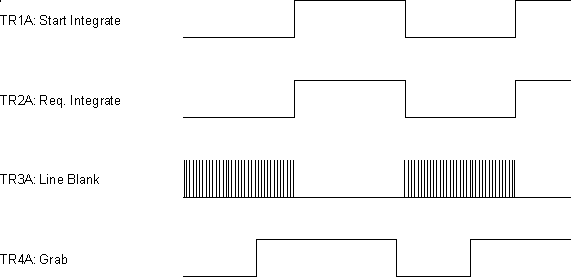 TR1A: Start Integrate
TR2A: Req. Integrate
TR3A: Line Blank
TR4A: Grab